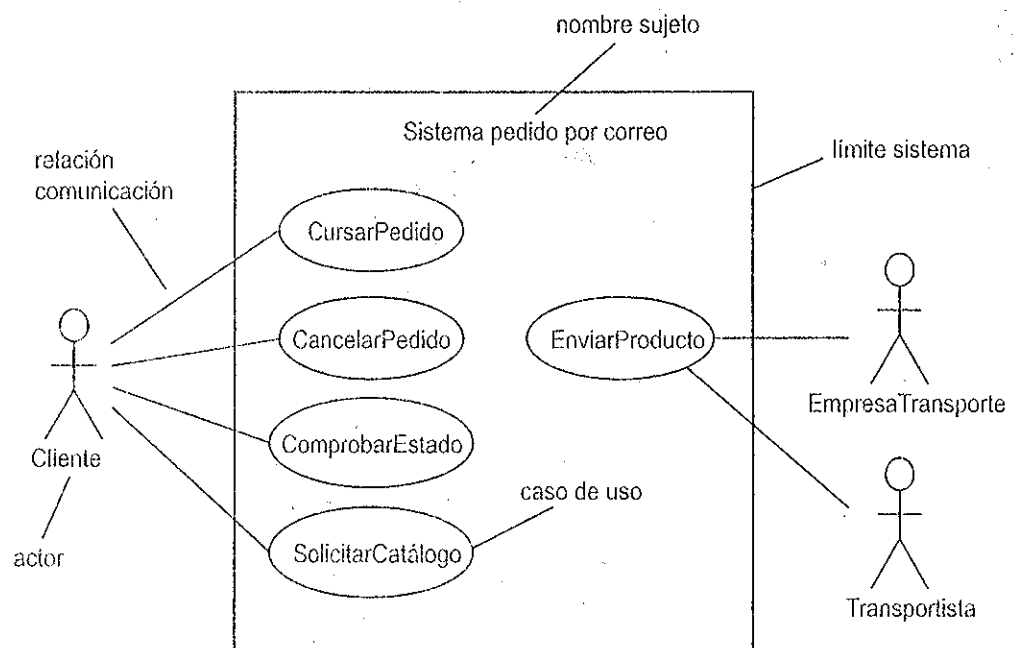 nombre sujeto
Sistema pedido por correo
relación
comunicación
límite sistema
CursarPedido
CancelarPedido
EnviarProducto
EmpresaTransporte
ComprobarEstado
Cliente
caso de uso
SolicitarCatálogo
actor
Transportista